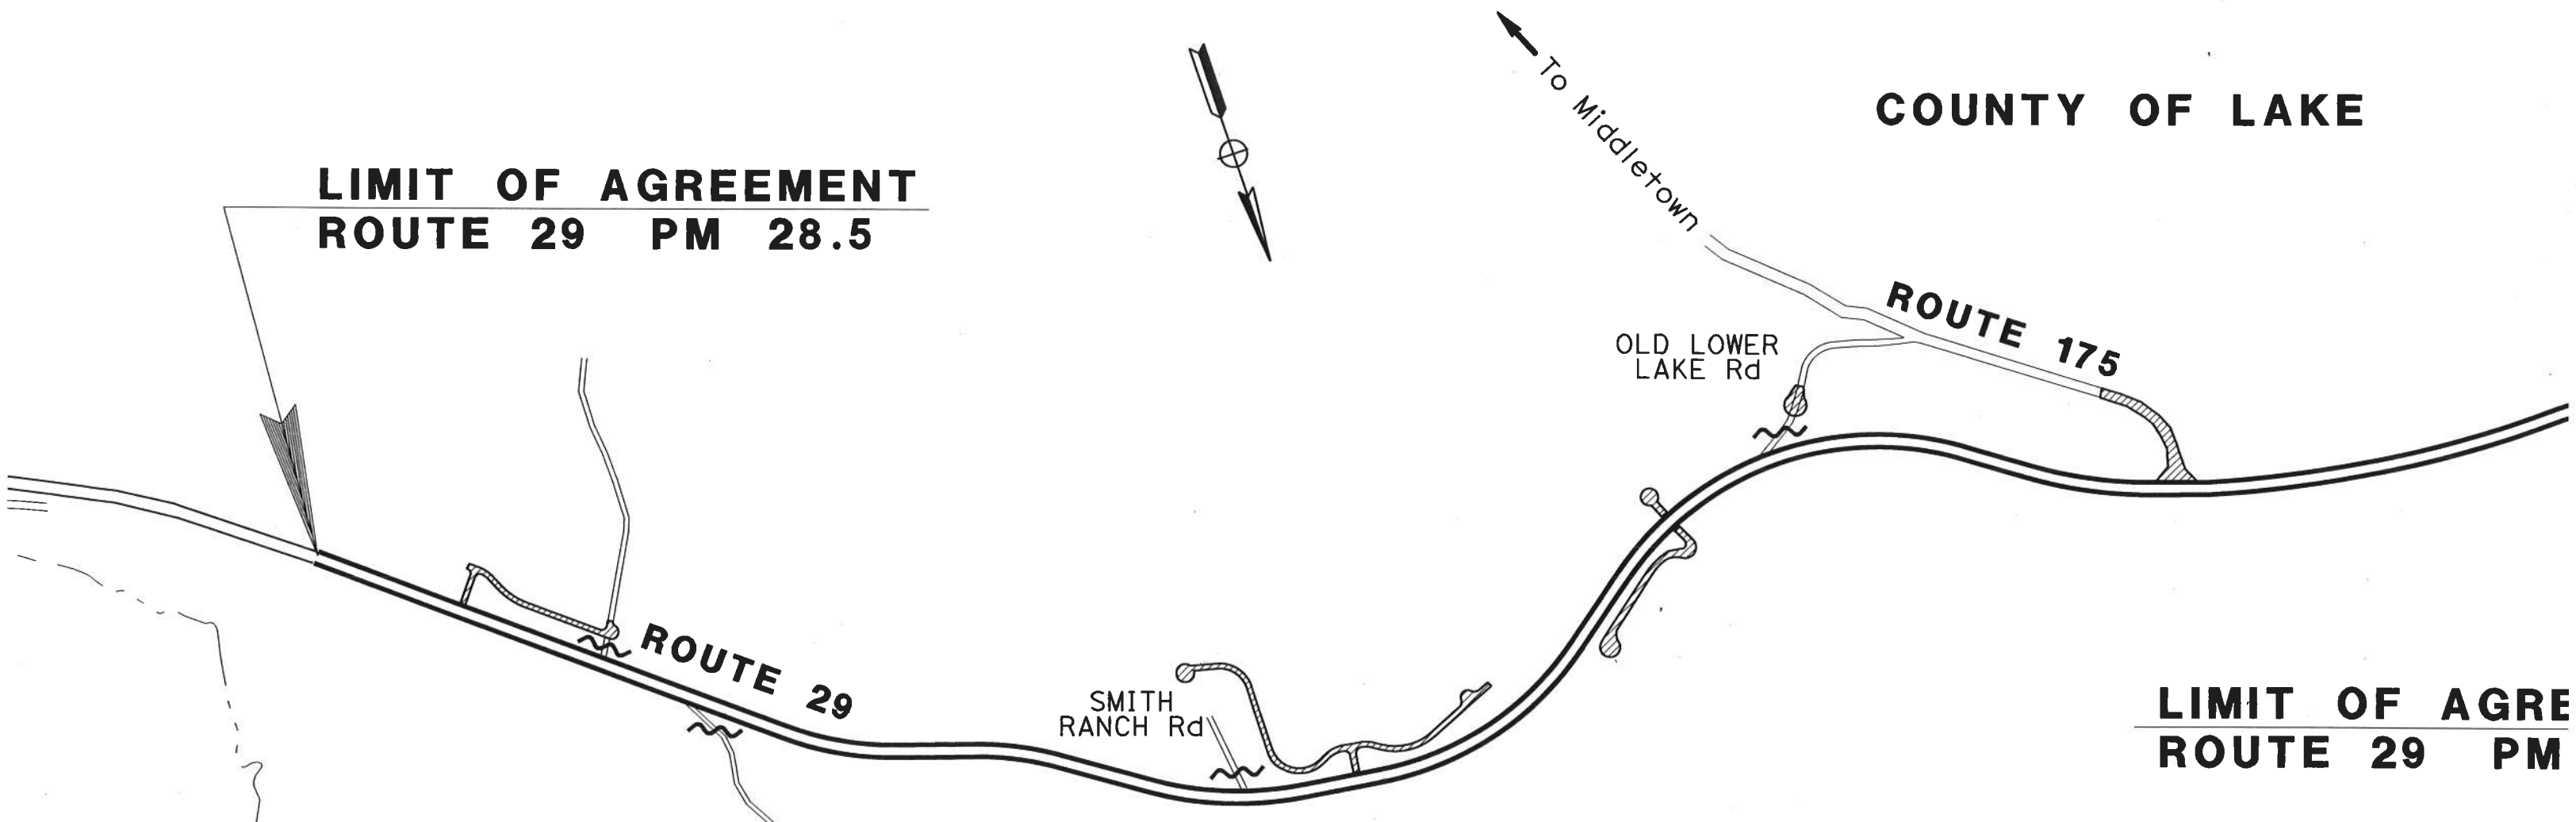 To Middletown
COUNTY OF LAKE
LIMIT OF AGREEMENT
ROUTE 29 PM 28.5
ROUTE 175
OLD LOWER
LAKE Rd
ROUTE 29
SMITH
RANCH Rd
LIMIT OF AGRE
ROUTE 29 PM